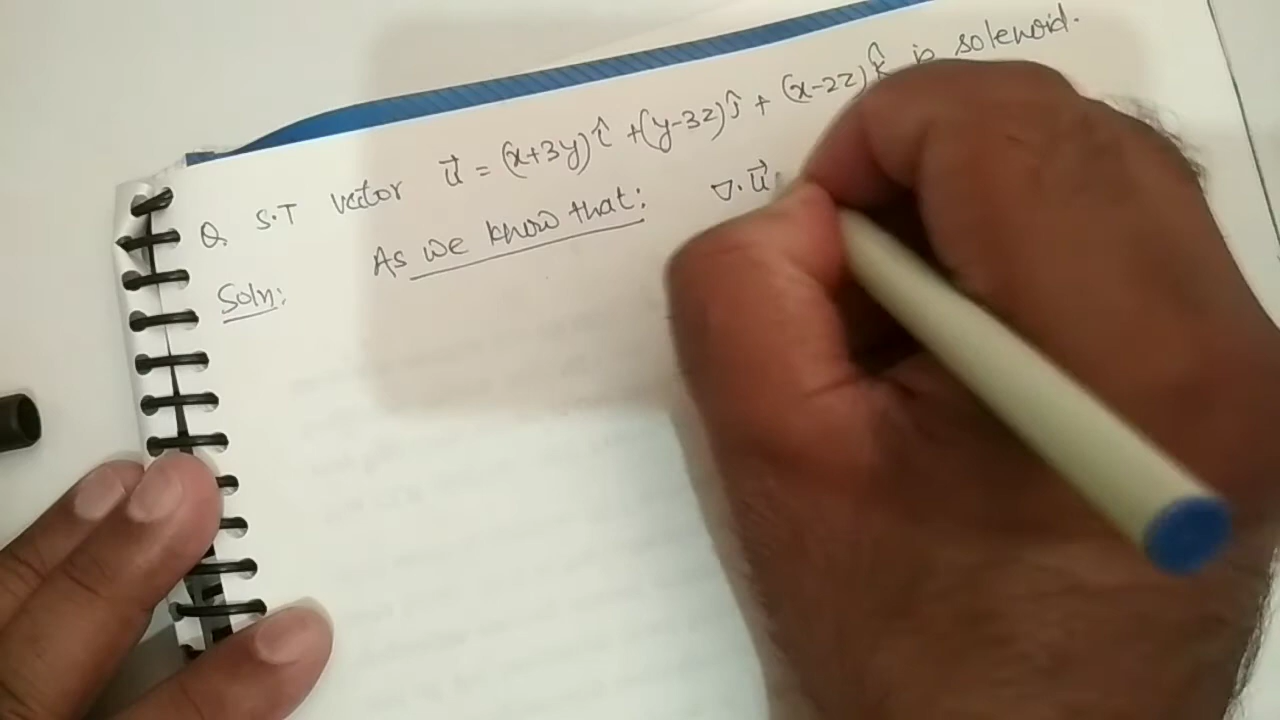 Q. S.T vector u⃗ = (x+3y)î + (y-3z)ĵ + (x-2z)k̂ is solenoid.
Soln: As we know that: ∇·u⃗